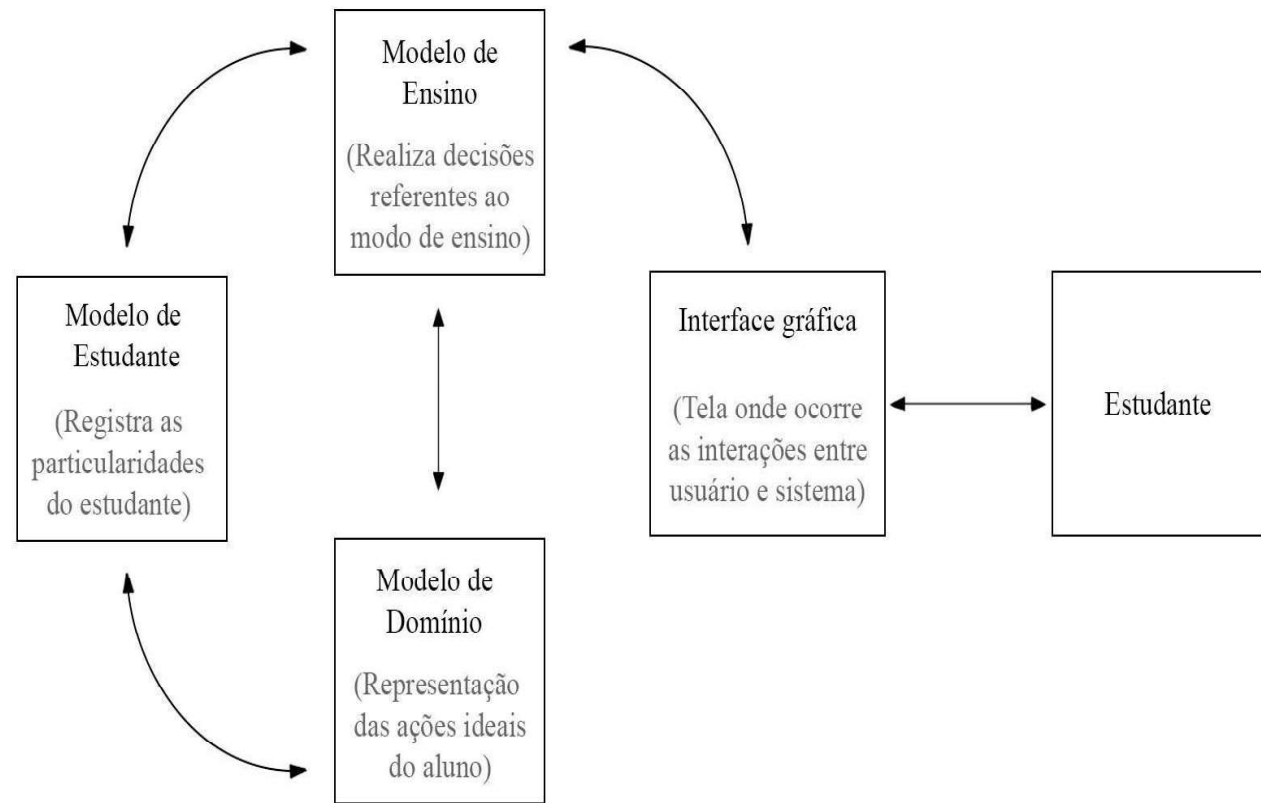 Modelo de
Ensino
(Realiza decisões
referentes ao
modo de ensino)
Modelo de
Estudante
(Registra as
particularidades
do estudante)
Interface gráfica
(Tela onde ocorre
as interações entre
usuário e sistema)
Estudante
Modelo de
Domínio
(Representação
das ações ideais
do aluno)